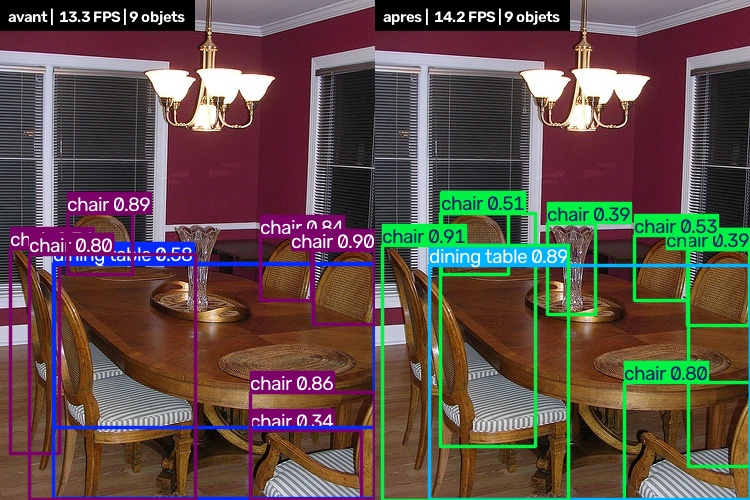 avant | 13.3 FPS | 9 objets
apres | 14.2 FPS | 9 objets
chair 0.89
chair 0.80
dining table 0.58
chair 0.84
chair 0.90
chair 0.86
chair 0.34
chair 0.51
chair 0.39
chair 0.91
chair 0.53
chair 0.39
dining table 0.89
chair 0.80